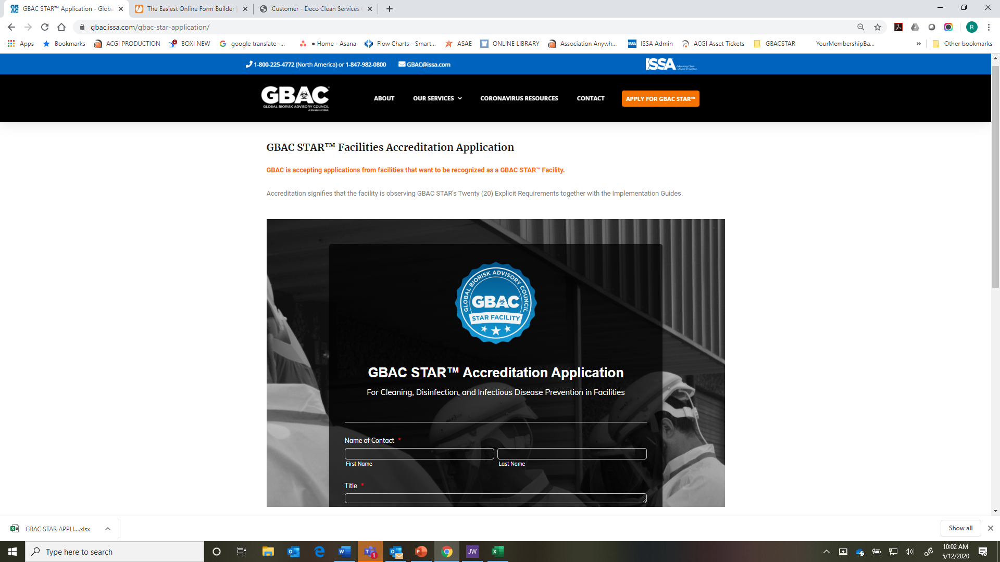 GBAC STAR™ Application - Globa
The Easiest Online Form Builder
Customer - Deco Clean Services
gbac.issa.com/gbac-star-application/
R
Apps
Bookmarks
ACGI PRODUCTION
BOXI NEW
google translate -...
● Home - Asana
Flow Charts - Smart...
ASAE
ONLINE LIBRARY
Association Anywh...
ISSA Admin
ACGI Asset Tickets
GBACSTAR
YourMembershipBa...
»
Other bookmarks
1-800-225-4772 (North America) or 1-847-982-0800
GBAC@issa.com
ISSA Advancing Clean. Driving Innovation.
GBAC
GLOBAL BIORISK ADVISORY COUNCIL
A Division of ISSA
ABOUT
OUR SERVICES
CORONAVIRUS RESOURCES
CONTACT
APPLY FOR GBAC STAR™
GBAC STAR™ Facilities Accreditation Application
GBAC is accepting applications from facilities that want to be recognized as a GBAC STAR™ Facility.
Accreditation signifies that the facility is observing GBAC STAR's Twenty (20) Explicit Requirements together with the Implementation Guides.
GLOBAL BIORISK ADVISORY COUNCIL
GBAC
STAR FACILITY
GBAC STAR™ Accreditation Application
For Cleaning, Disinfection, and Infectious Disease Prevention in Facilities
Name of Contact *
First Name
Last Name
Title *
GBAC STAR APPLI....xlsx
Show all
Type here to search
JW
10:02 AM
5/12/2020